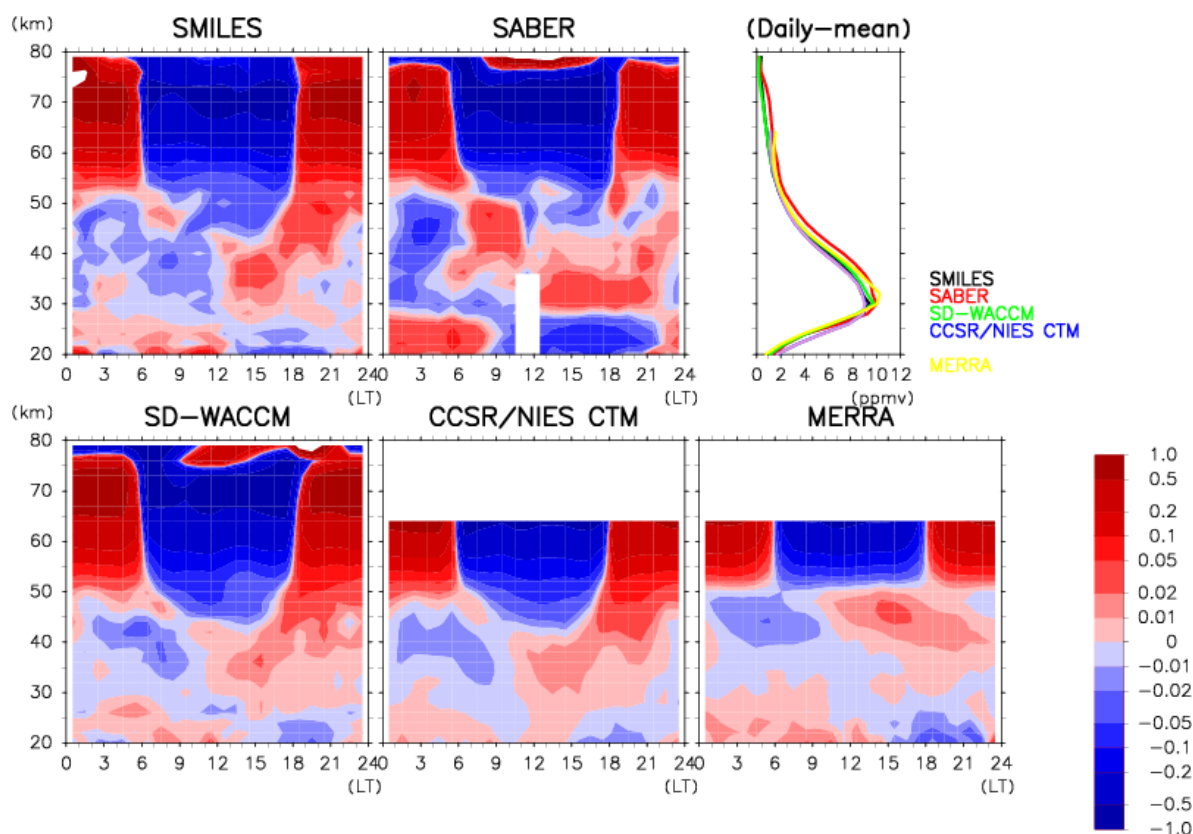 (km) SMILES SABER (Daily−mean)
80
70
60
50
40
30
20
0 3 6 9 12 15 18 21 24
(LT)
0 3 6 9 12 15 18 21 24
(LT)
0 2 4 6 8 10 12
(ppmv)
SMILES
SABER
SD−WACCM
CCSR/NIES CTM
MERRA
(km) SD−WACCM CCSR/NIES CTM MERRA
80
70
60
50
40
30
20
0 3 6 9 12 15 18 21 24
(LT)
0 3 6 9 12 15 18 21 24
(LT)
3 6 9 12 15 18 21 24
(LT)
1.0
0.5
0.2
0.1
0.05
0.02
0.01
0
−0.01
−0.02
−0.05
−0.1
−0.2
−0.5
−1.0